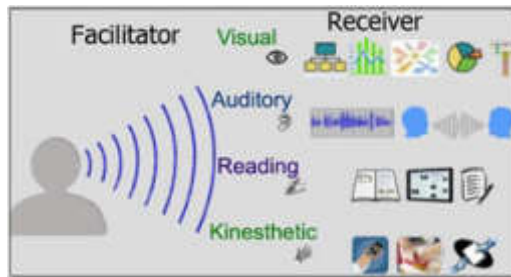 Facilitator
Receiver
Visual
Auditory
Reading
Kinesthetic